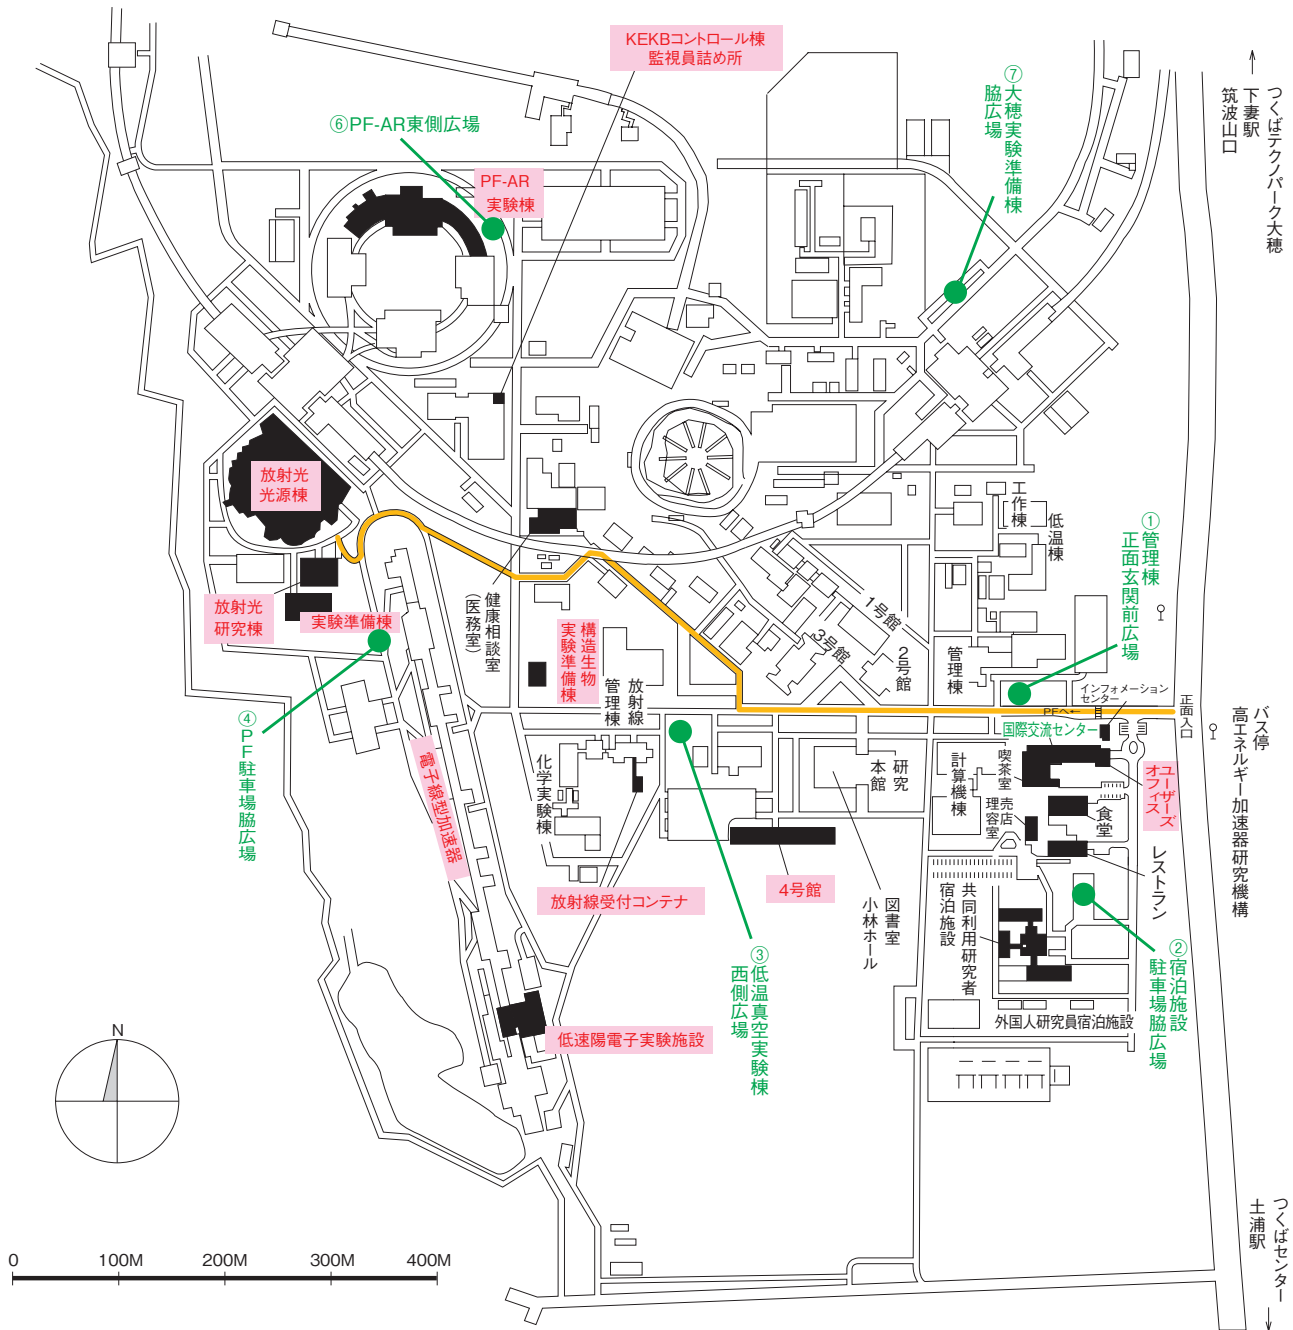 KEKBコントロール棟
監視員詰め所
⑦大穂実験準備棟
脇広場
つくばテクノパーク大穂
下妻駅
筑波山口
⑥PF-AR東側広場
PF-AR
実験棟
放射光
光源棟
工作棟
低温棟
①管理棟
正面玄関前広場
放射光
研究棟
実験準備棟
健康相談室
(医務室)
構造生物
実験準備棟
放射線
管理棟
1号館
3号館
2号館
管理棟
インフォメーション
センター
PFへ←
正面入口
バス停
高エネルギー加速器研究機構
国際交流センター
④PF駐車場脇広場
電子線型加速器
化学実験棟
研究
本館
計算機棟
喫茶室
売店
理容室
ユーザーズ
オフィス
食堂
レストラン
4号館
放射線受付コンテナ
図書室
小林ホール
共同利用研究者
宿泊施設
③低温真空実験棟
西側広場
②宿泊施設
駐車場脇広場
外国人研究員宿泊施設
低速陽電子実験施設
N
つくばセンター
土浦駅
0 100M 200M 300M 400M